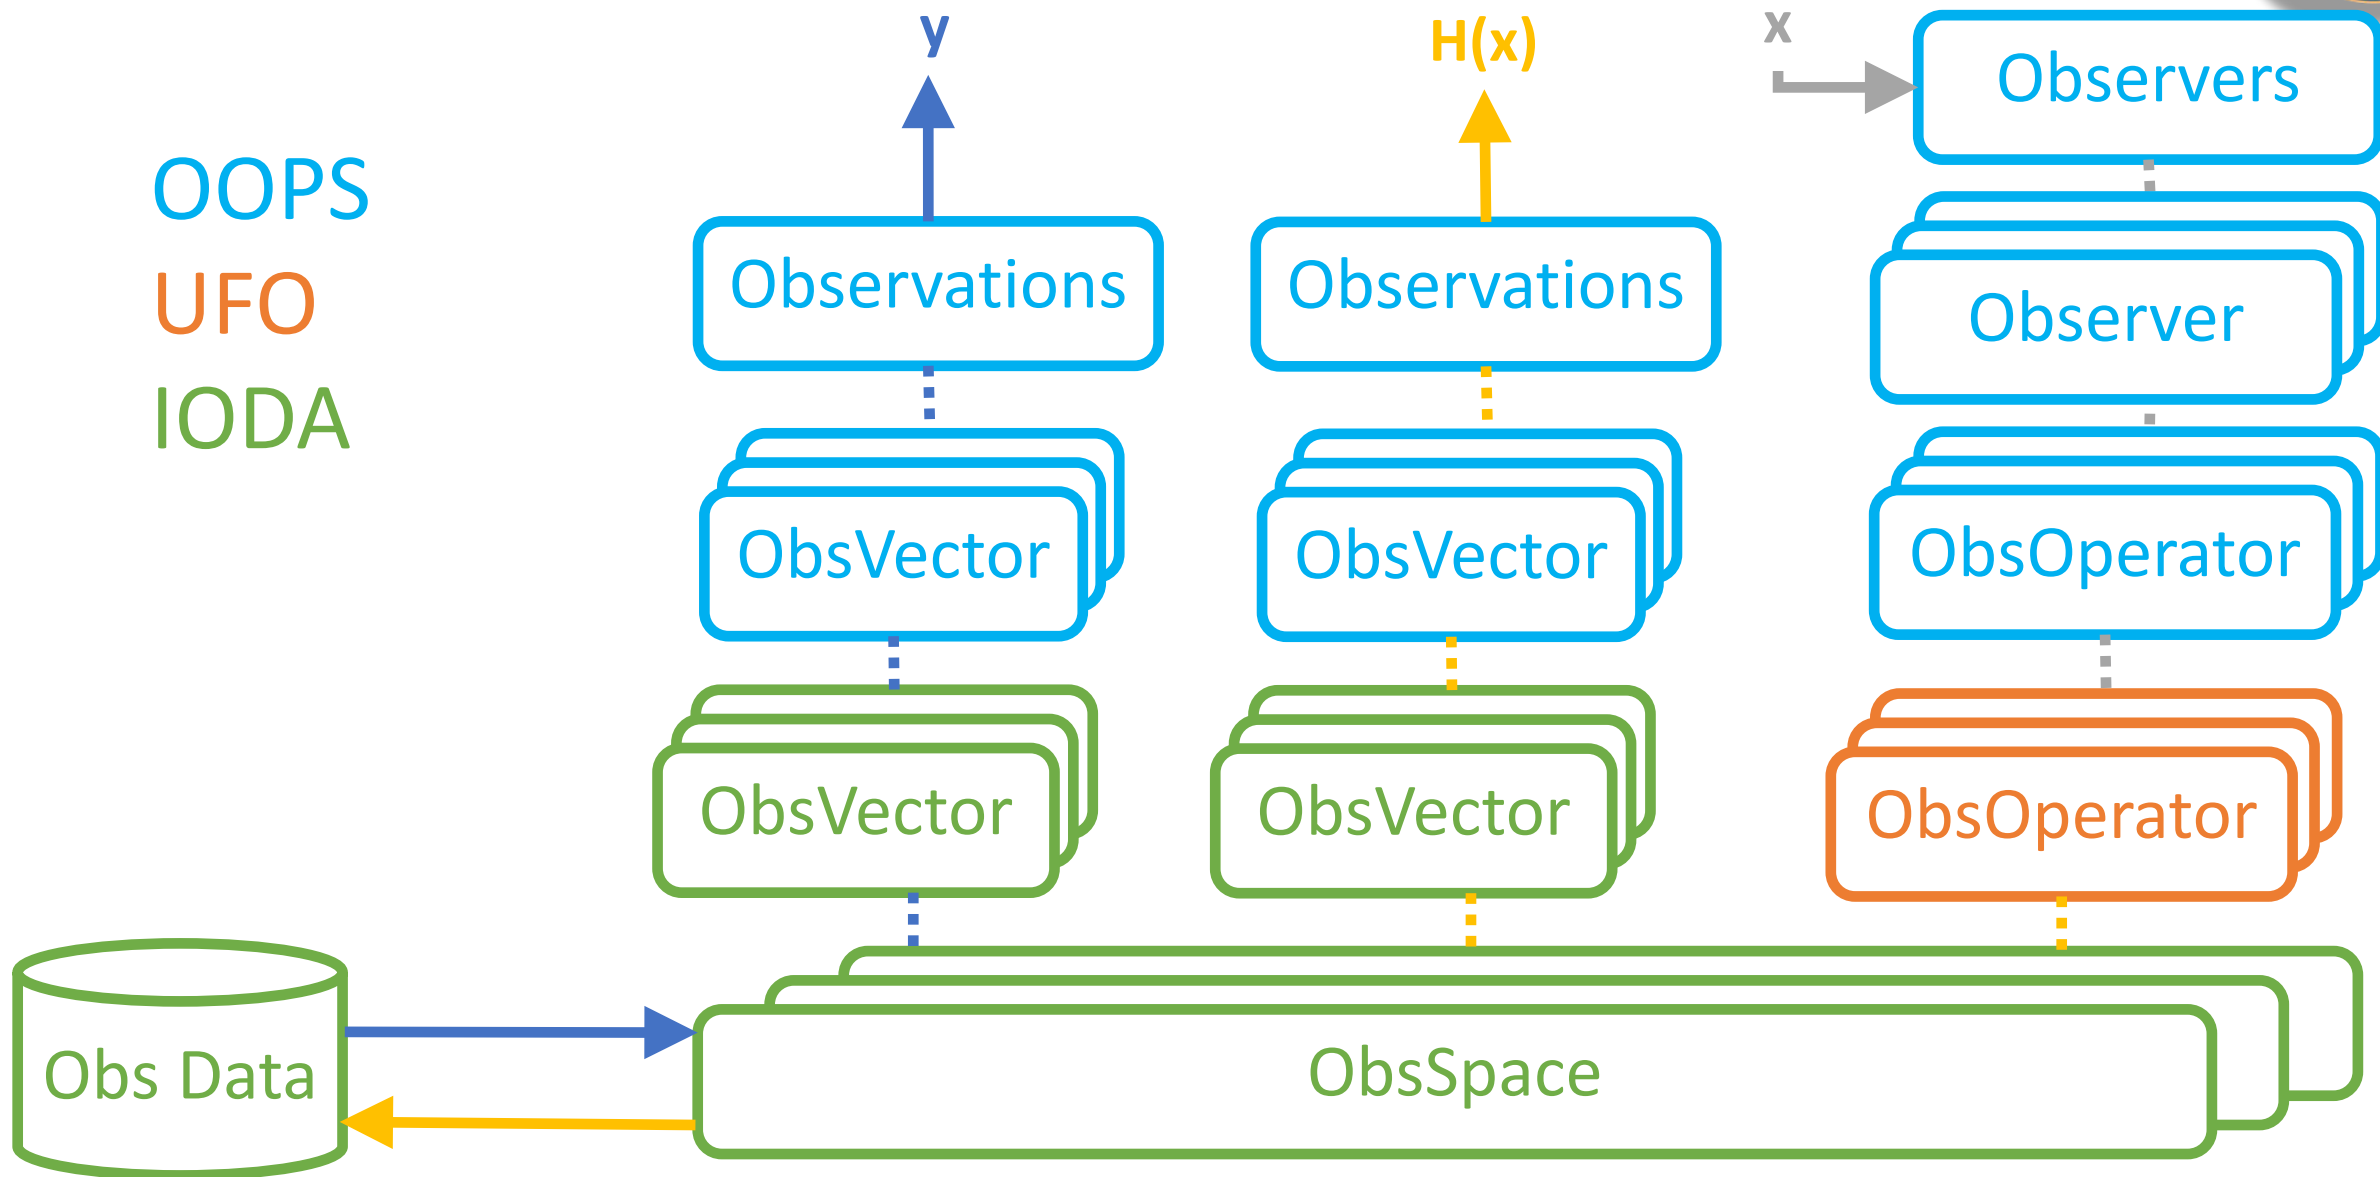 y
H(x)
x
Observers
OOPS
UFO
IODA
Observations
Observations
Observer
ObsVector
ObsVector
ObsOperator
ObsVector
ObsVector
ObsOperator
Obs Data
ObsSpace